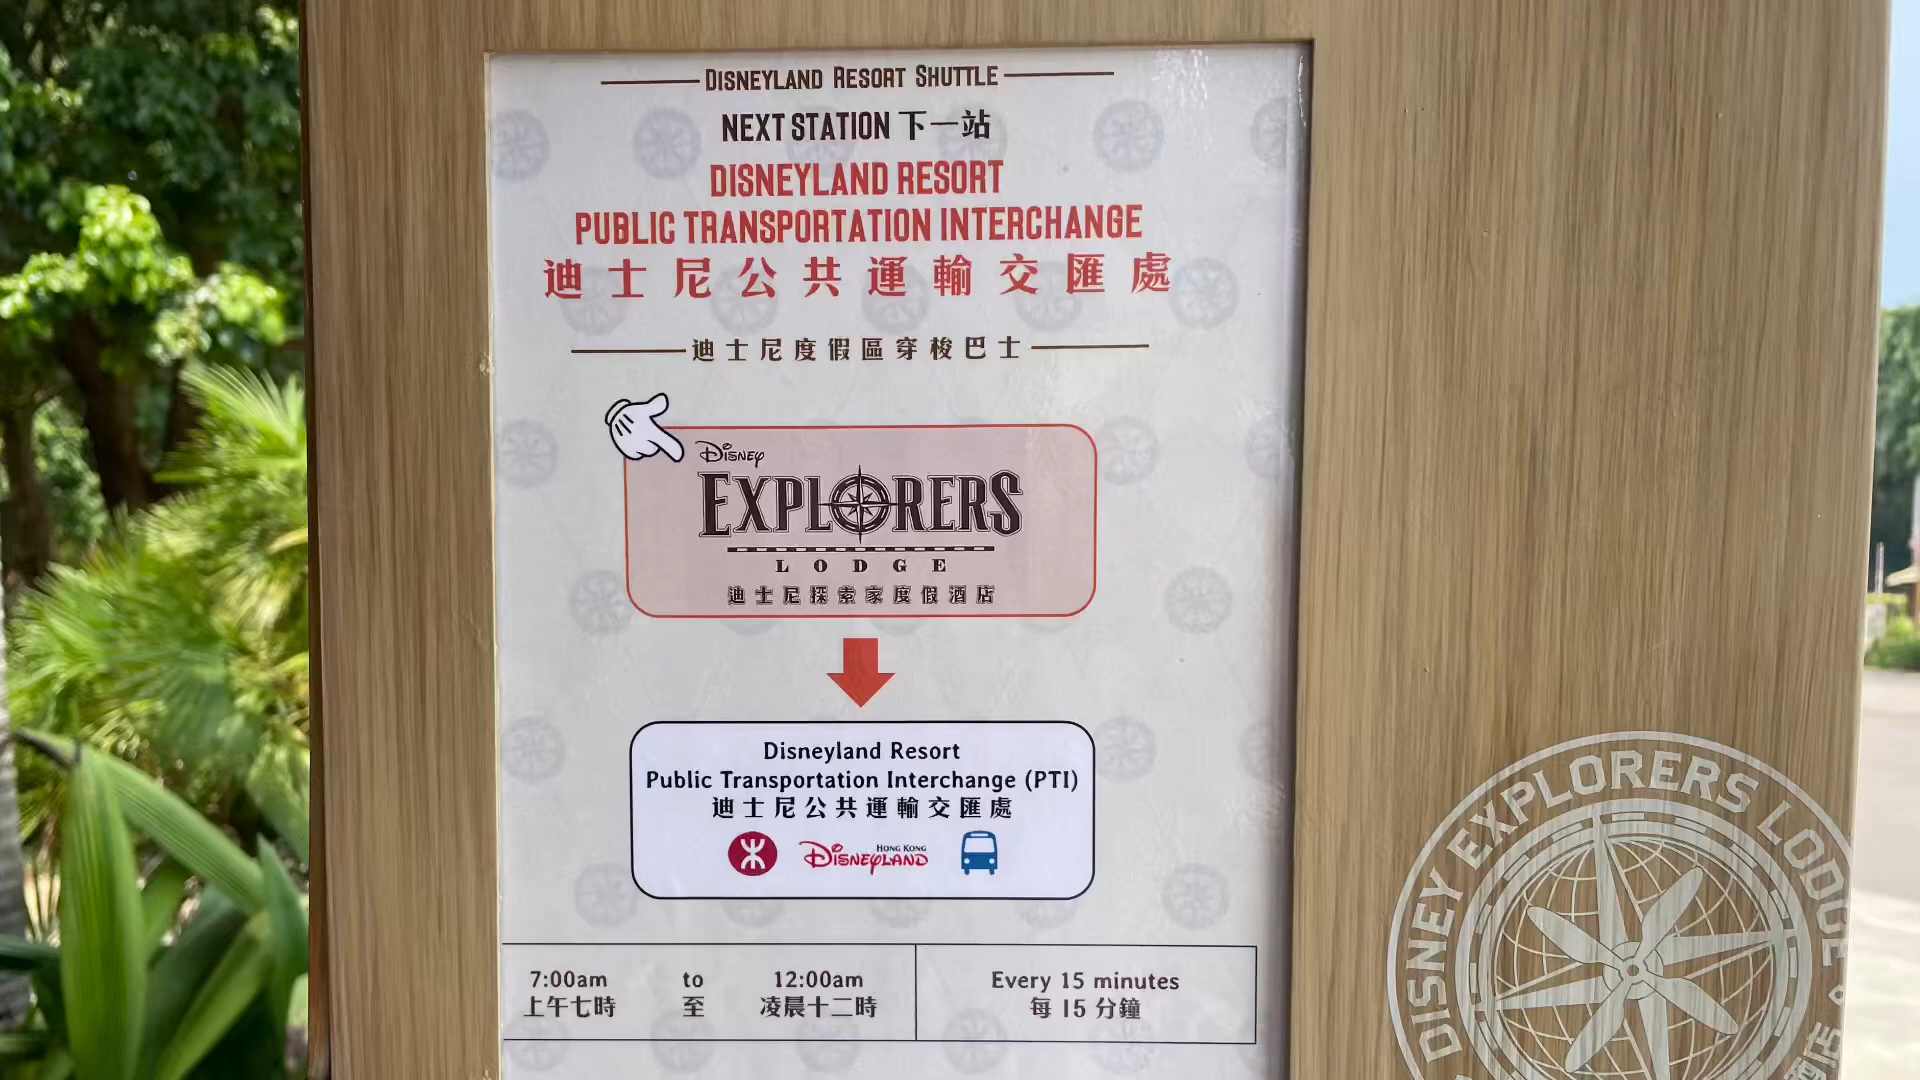 DISNEYLAND RESORT SHUTTLE
NEXT STATION 下一站
DISNEYLAND RESORT
PUBLIC TRANSPORTATION INTERCHANGE
迪士尼公共運輸交匯處
迪士尼度假區穿梭巴士
DISNEY
EXPLORERS
LODGE
迪士尼探索家度假酒店
Disneyland Resort
Public Transportation Interchange (PTI)
迪士尼公共運輸交匯處
HONG KONG
DISNEYLAND
7:00am to 12:00am Every 15 minutes
上午七時 至 凌晨十二時 每 15 分鐘
DISNEY EXPLORERS LODGE
酒店